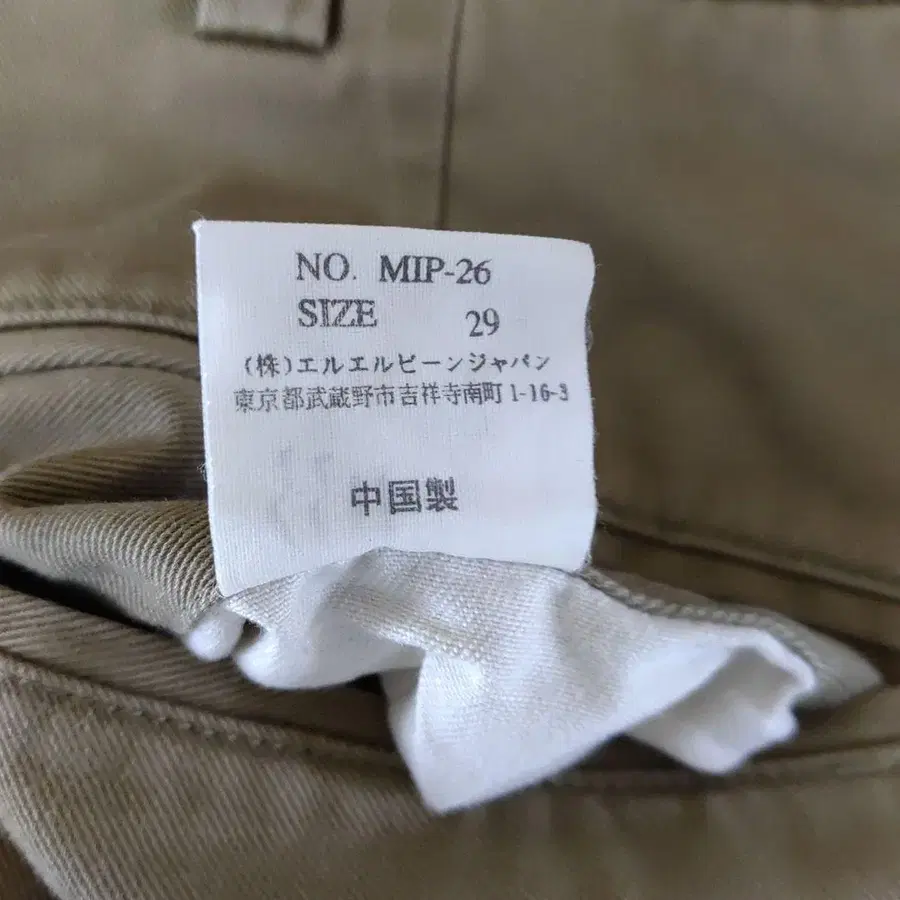 NO. MIP-26
SIZE 29
(株)エルエルビーンジャパン
東京都武蔵野市吉祥寺南町1-16-3
中国製